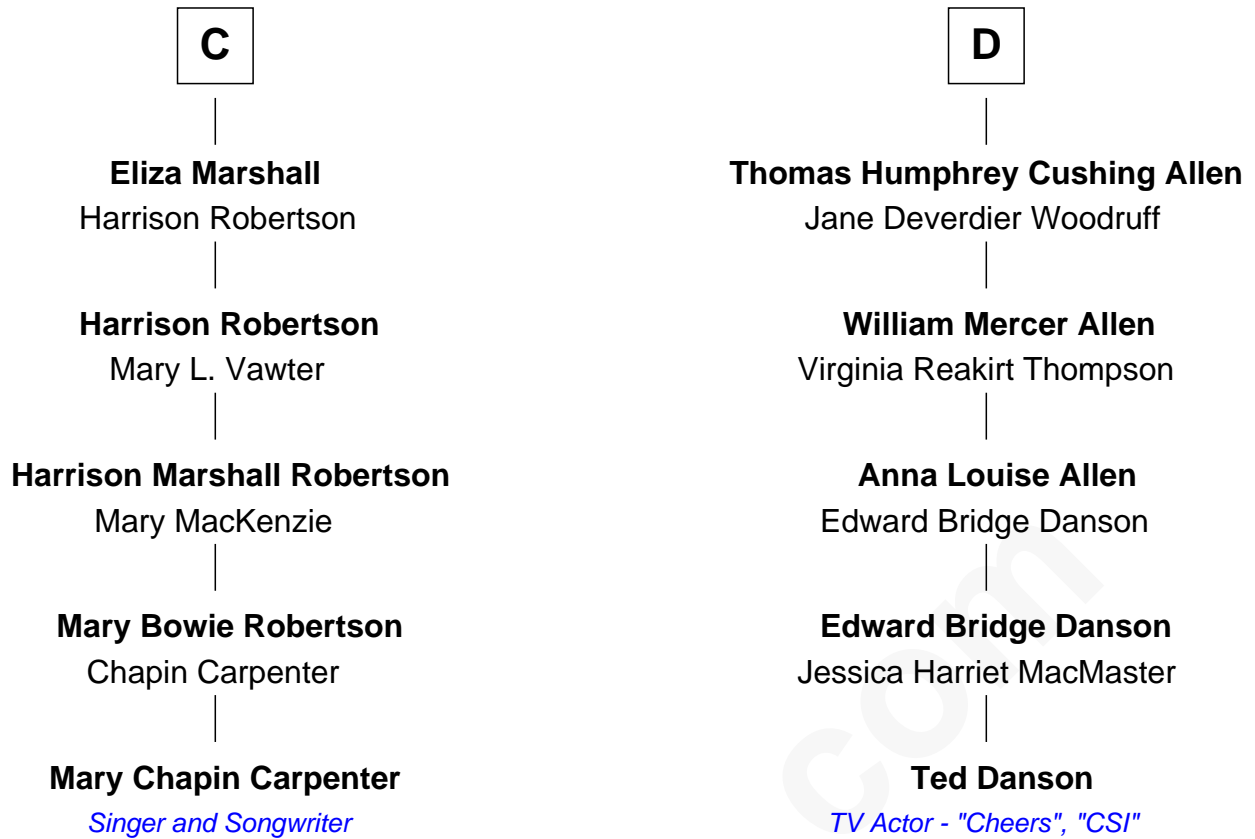 C
Eliza Marshall
Harrison Robertson
Harrison Robertson
Mary L. Vawter
Harrison Marshall Robertson
Mary MacKenzie
Mary Bowie Robertson
Chapin Carpenter
Mary Chapin Carpenter
Singer and Songwriter
D
Thomas Humphrey Cushing Allen
Jane Deverdier Woodruff
William Mercer Allen
Virginia Reakirt Thompson
Anna Louise Allen
Edward Bridge Danson
Edward Bridge Danson
Jessica Harriet MacMaster
Ted Danson
TV Actor - "Cheers", "CSI"
com